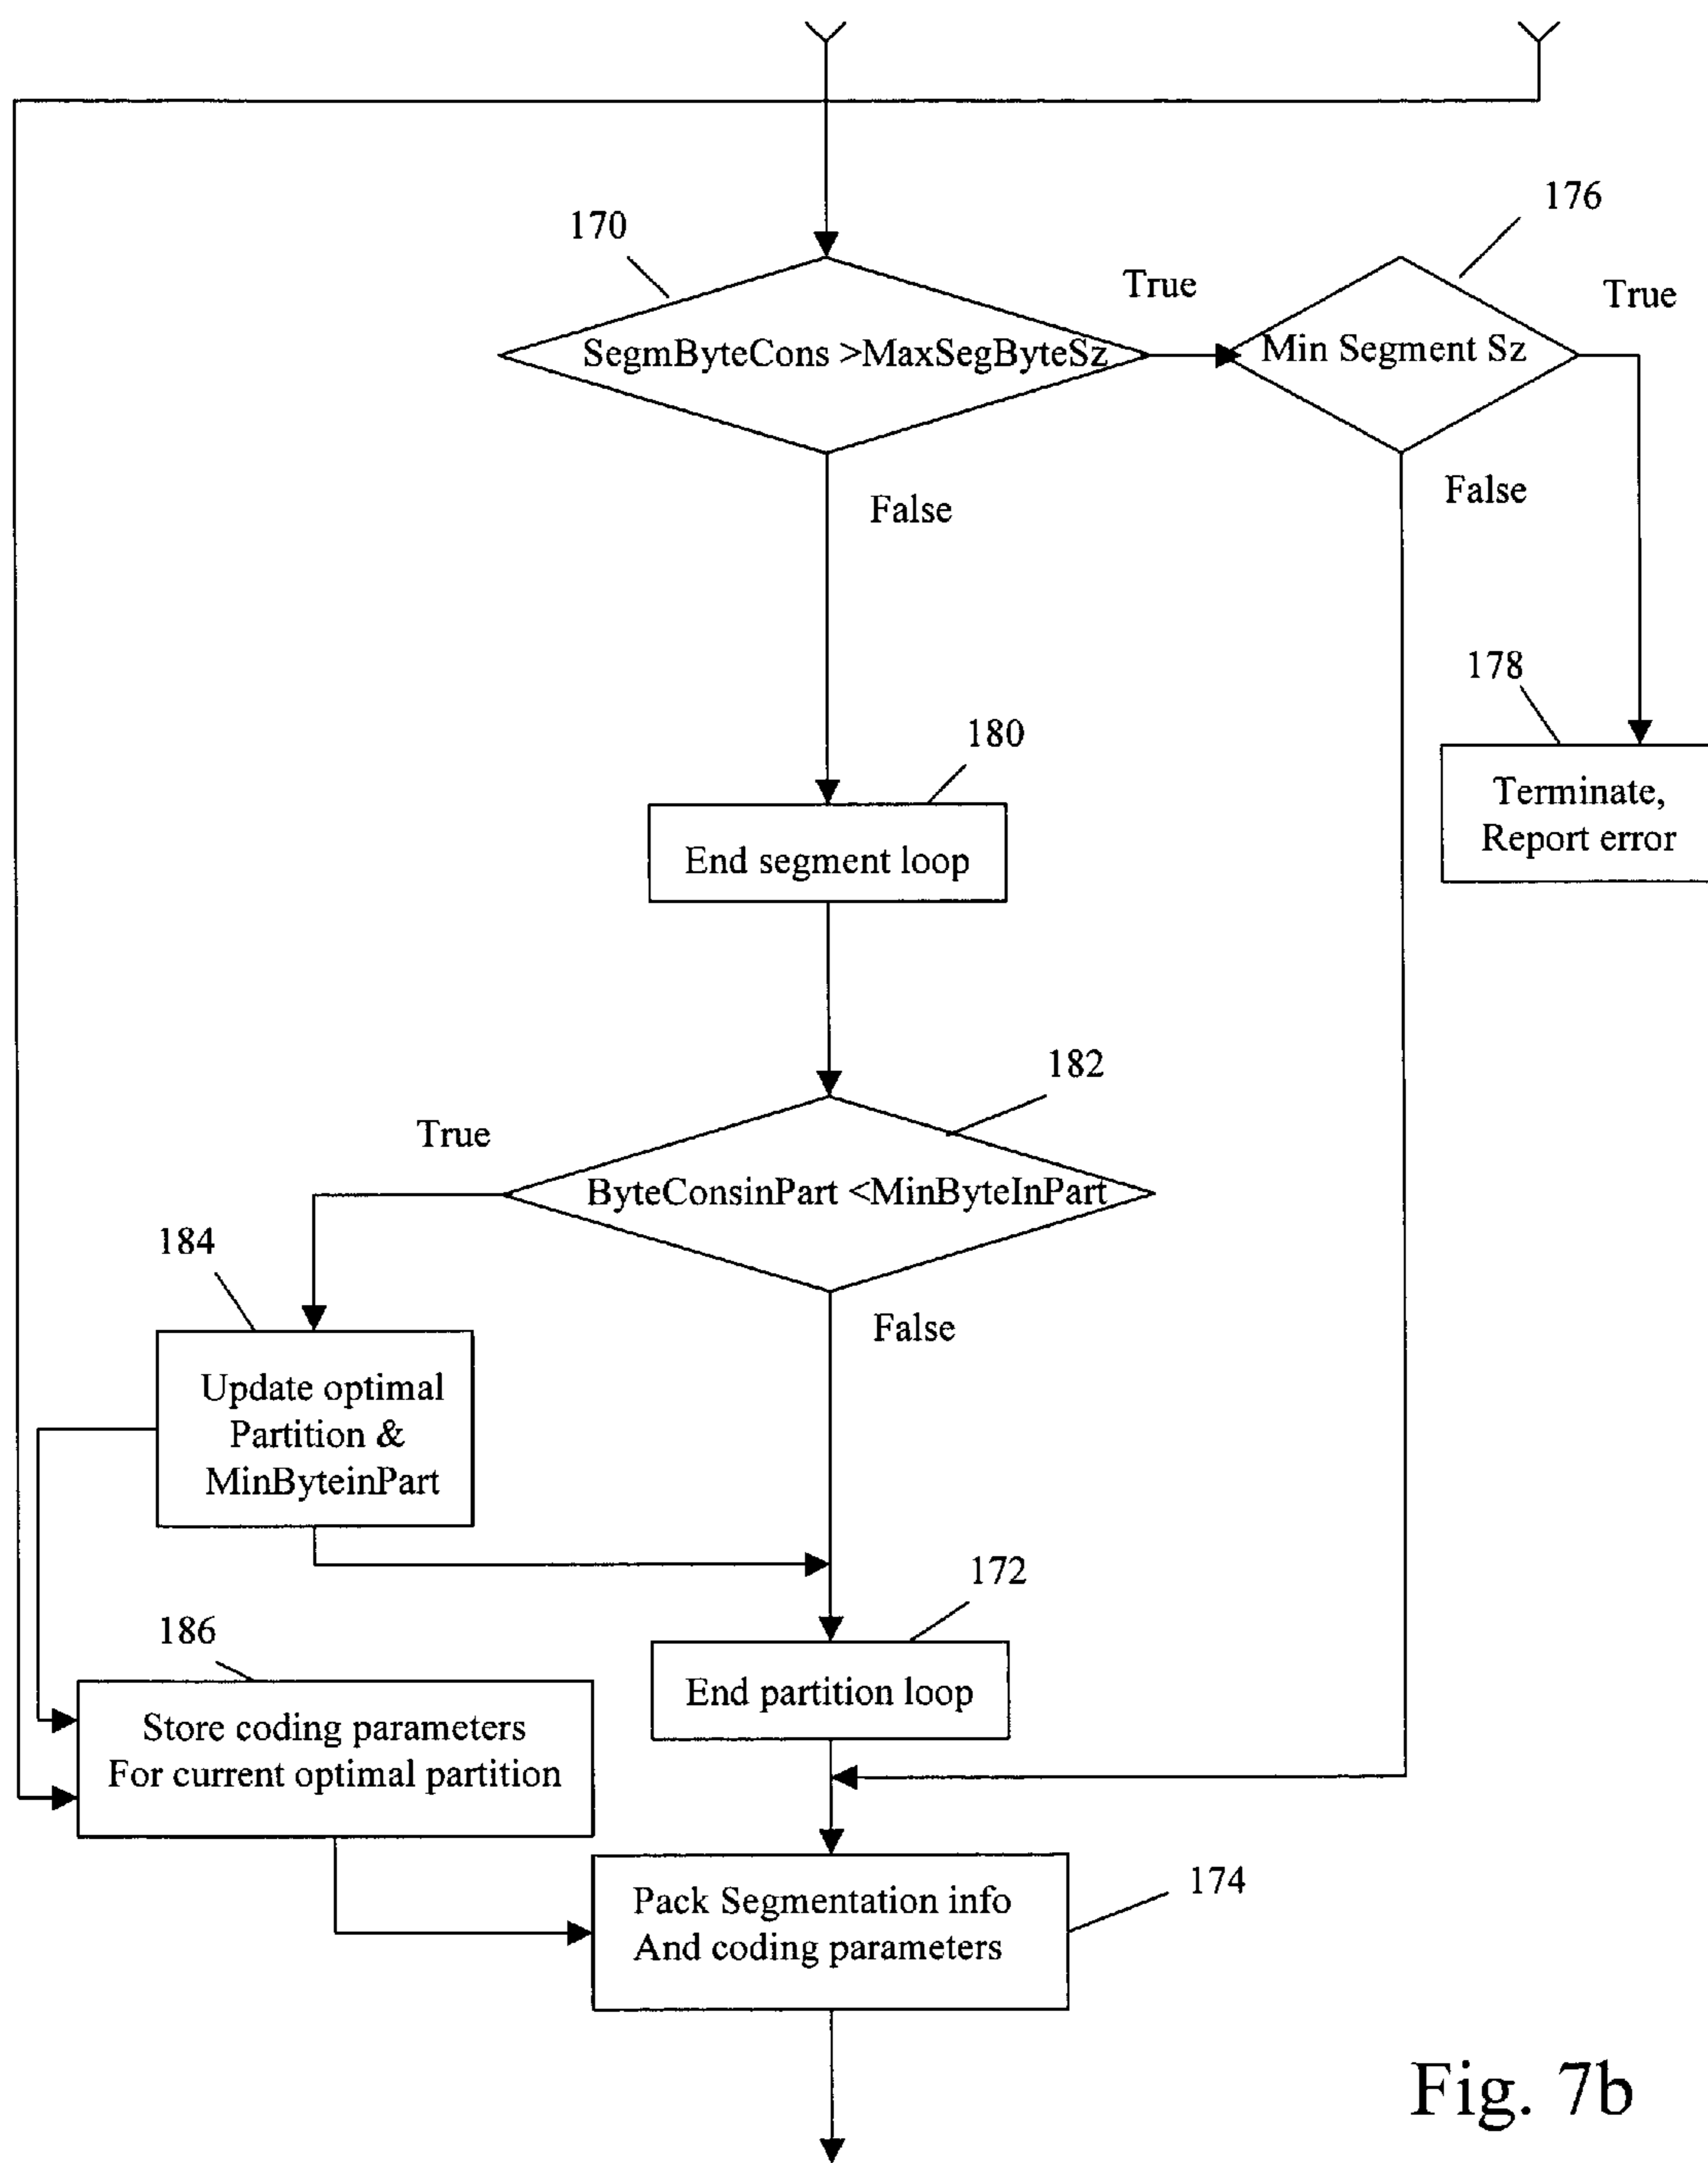 176
170
True
True
SegmByteCons >MaxSegByteSz
Min Segment Sz
False
False
178
180
Terminate,
Report error
End segment loop
182
True
ByteConsinPart <MinByteInPart
184
False
Update optimal
Partition &
MinByteinPart
172
186
End partition loop
Store coding parameters
For current optimal partition
174
Pack Segmentation info
And coding parameters
Fig. 7b